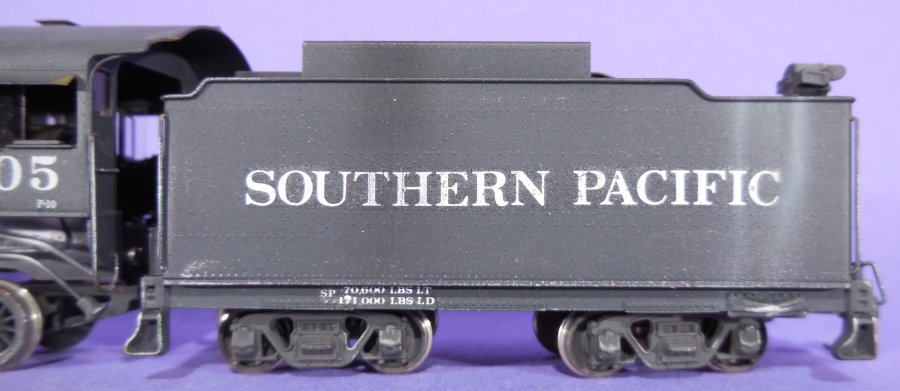 05
P-10
SOUTHERN PACIFIC
SP 70,600 LBS LT
171,000 LBS LD